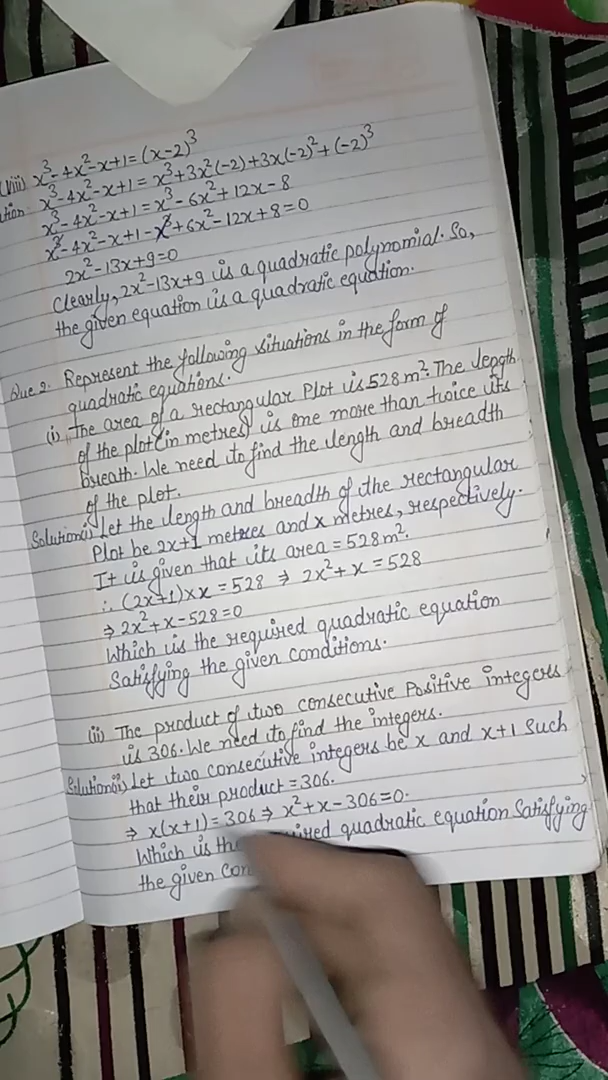 (viii) x³-4x²-x+1=(x-2)³
x³-4x²-x+1 = x³+3x²(-2)+3x(-2)²+(-2)³
x³-4x²-x+1 = x³-6x²+12x-8
x³-4x²-x+1-x³+6x²-12x+8=0
2x²-13x+9=0
Clearly, 2x²-13x+9 is a quadratic polynomial. So,
the given equation is a quadratic equation.
Que 2. Represent the following situations in the form of
quadratic equations.
(i) The area of a rectangular Plot is 528m². The length
of the plot (in metres) is one more than twice its
breath. We need to find the length and breadth
of the plot.
Solution(i) Let the length and breadth of the rectangular
Plot be 2x+1 metres and x metres, respectively.
It is given that its area = 528m².
∴ (2x+1)×x = 528 ⇒ 2x²+x = 528
⇒ 2x²+x-528=0
Which is the required quadratic equation
Satisfying the given conditions.
(ii) The product of two consecutive Positive integers
is 306. We need to find the integers.
Solution(ii) Let two consecutive integers be x and x+1 such
that their product = 306.
⇒ x(x+1) = 306 ⇒ x²+x-306=0.
Which is the quadratic equation Satisfying
the given